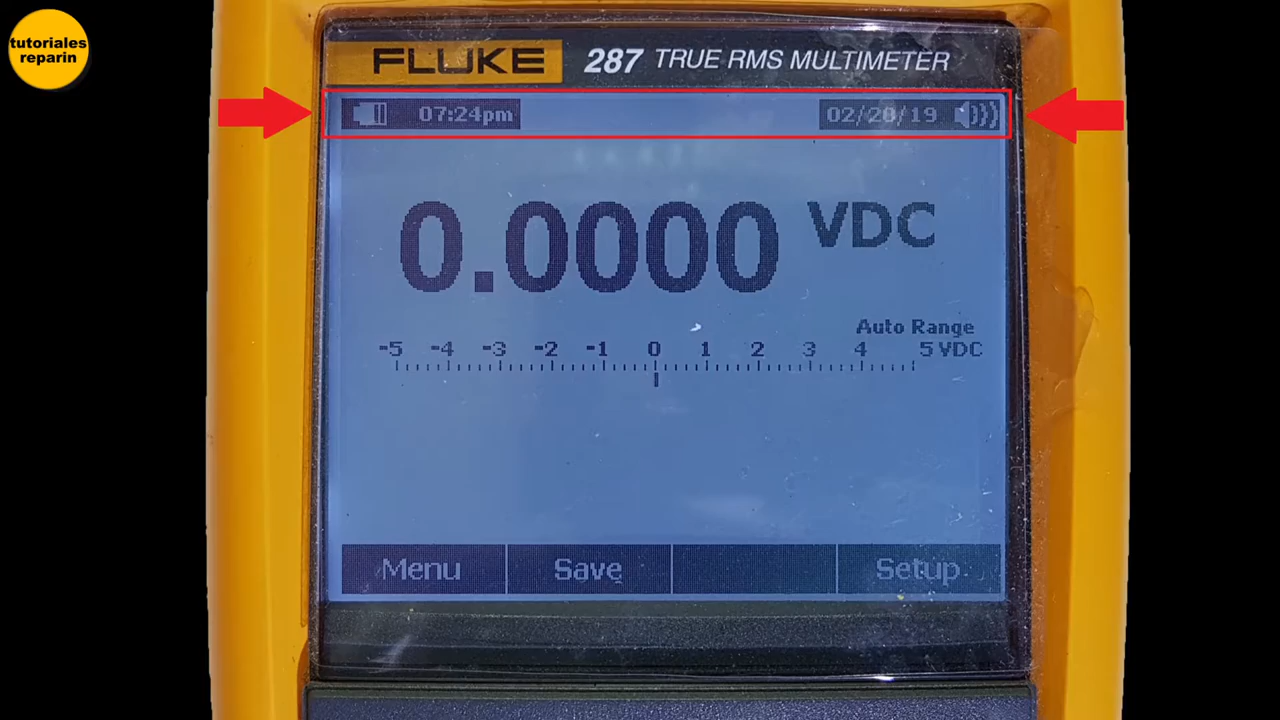 tutoriales
reparin
FLUKE 287 TRUE RMS MULTIMETER
07:24pm 02/20/19
0.0000 VDC
Auto Range
-5 -4 -3 -2 -1 0 1 2 3 4 5 VDC
Menu Save Setup